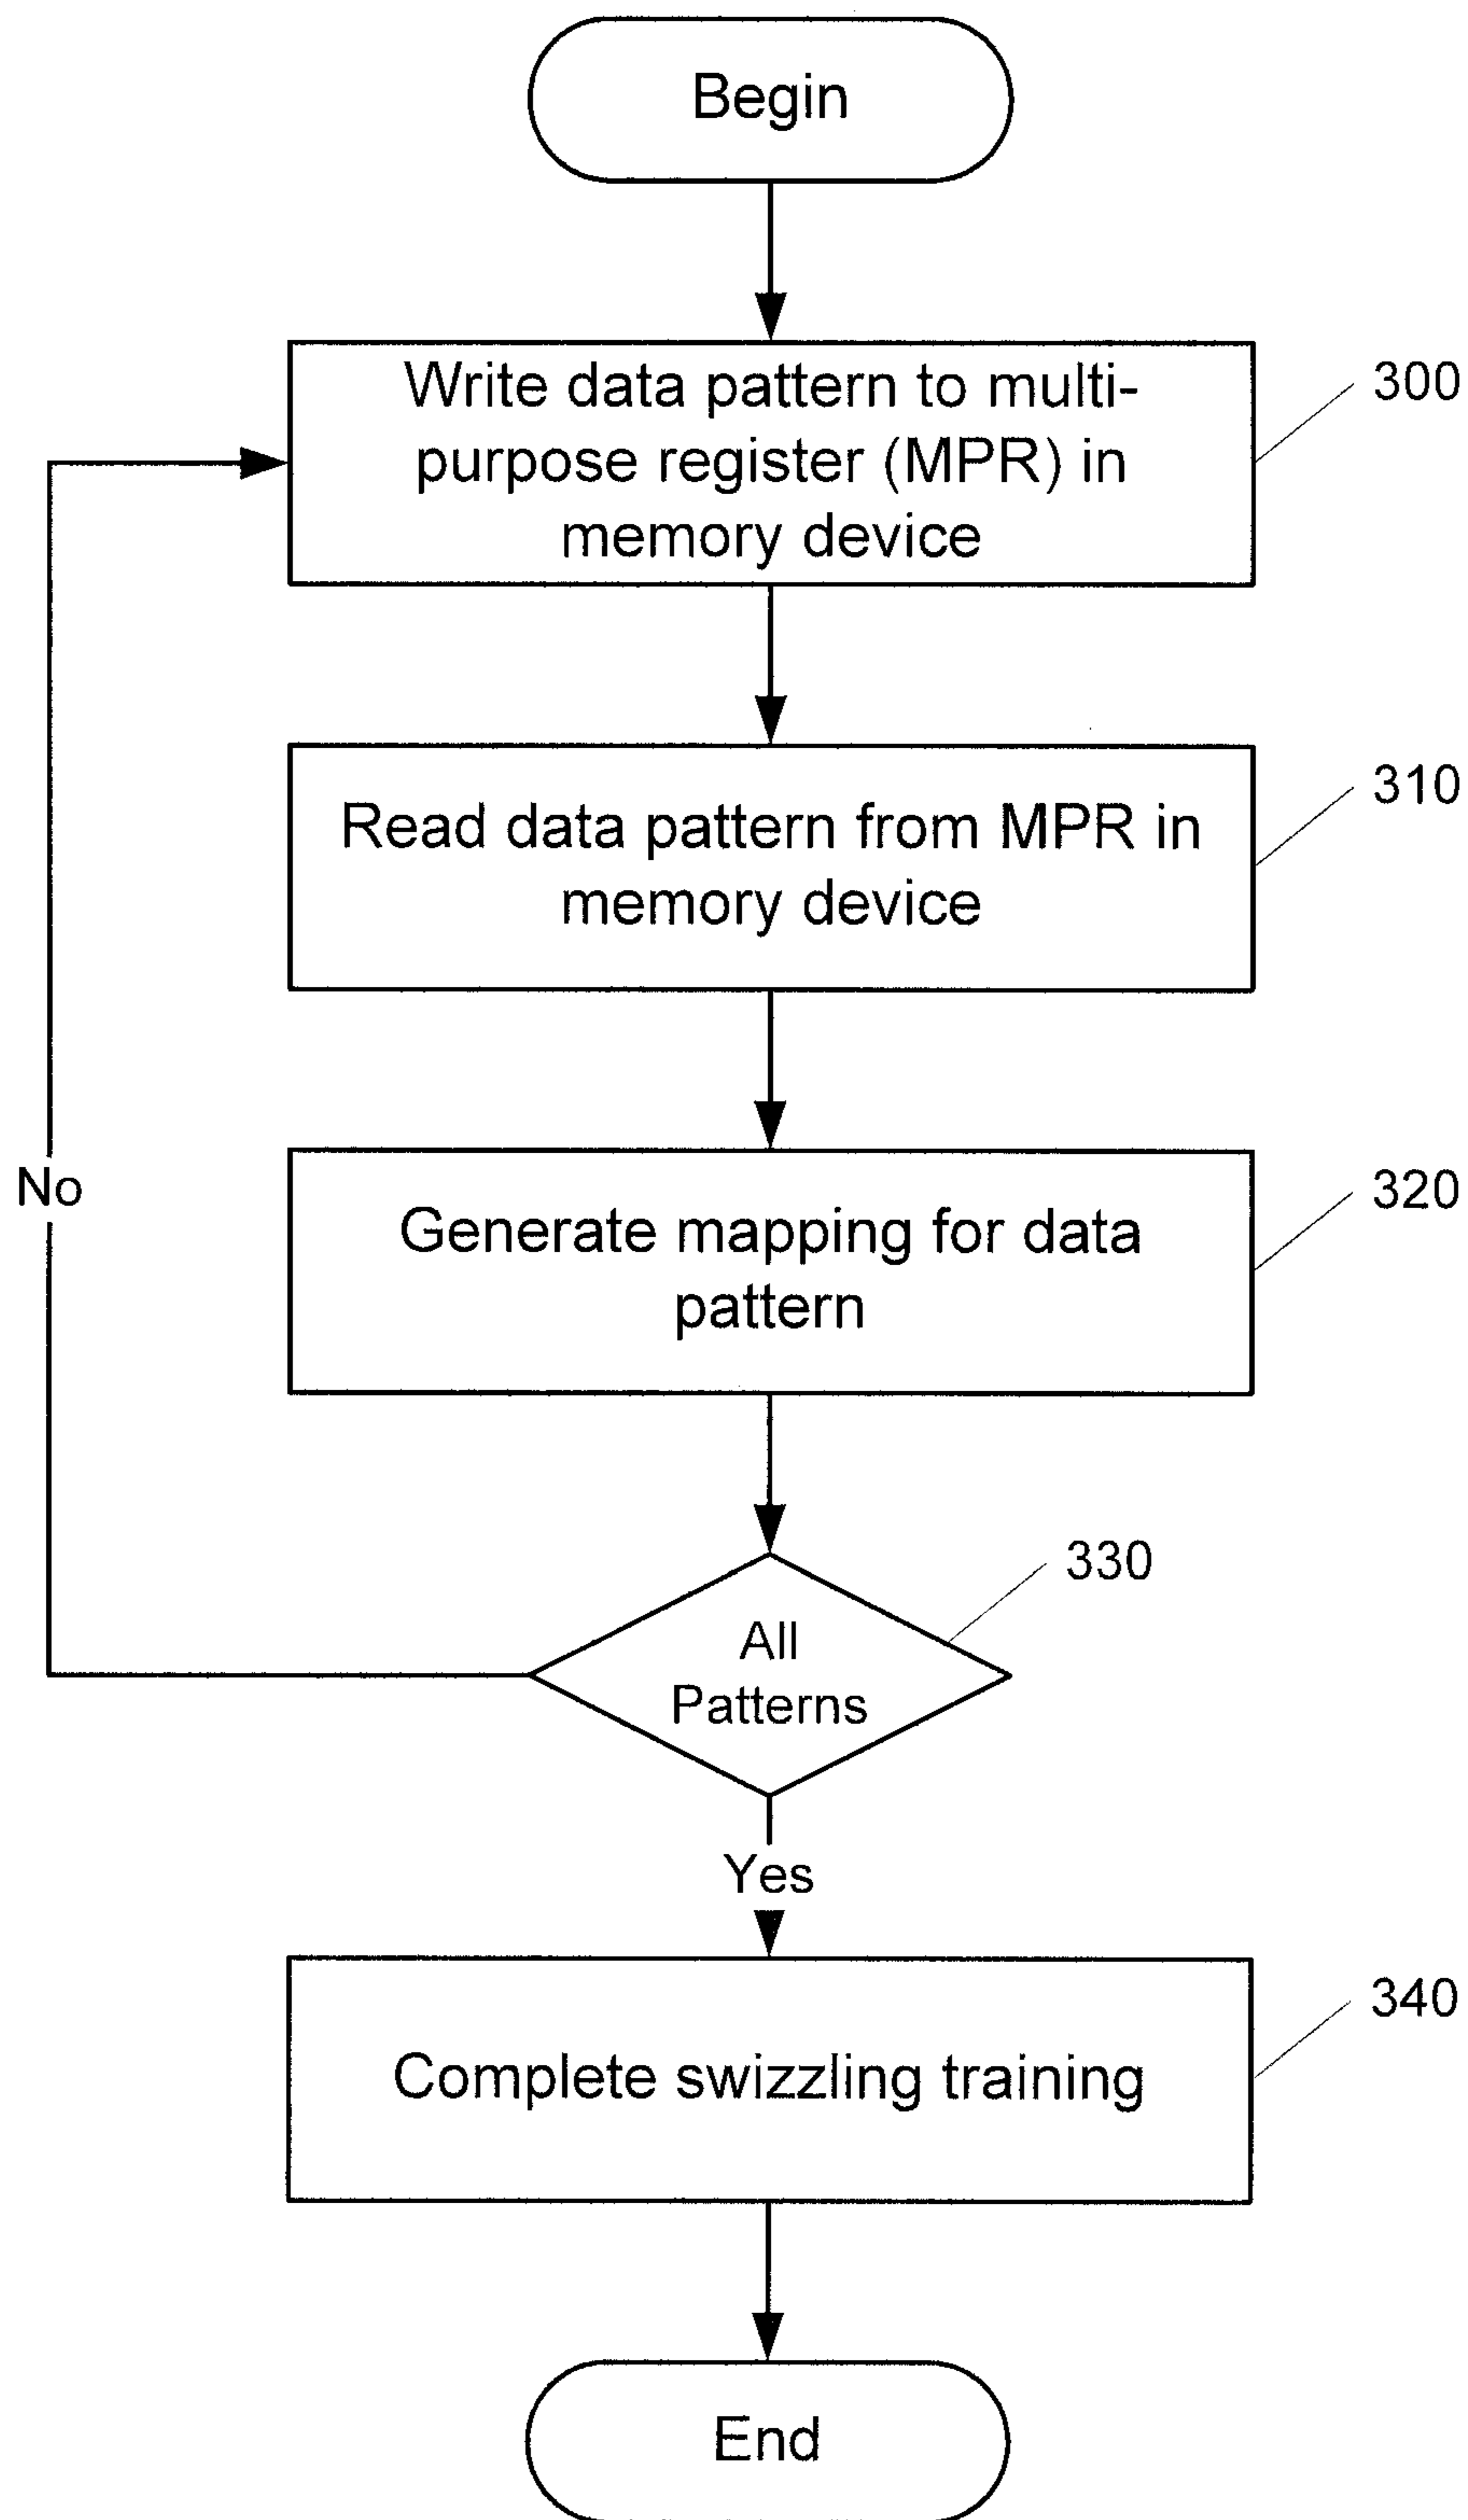 Begin
Write data pattern to multi-
purpose register (MPR) in
memory device
300
Read data pattern from MPR in
memory device
310
Generate mapping for data
pattern
320
No
All
Patterns
330
Yes
Complete swizzling training
340
End